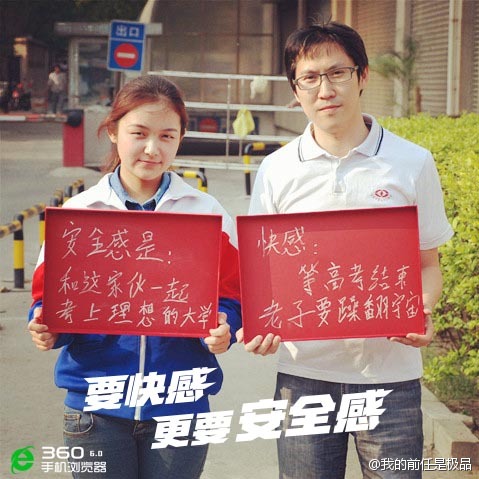 出口
安全感是：
和这家伙一起
考上理想的大学
快感：
等高考结束
老子要踩翻宇宙
要快感
更要安全感
360 6.0
手机浏览器
@我的前任是极品